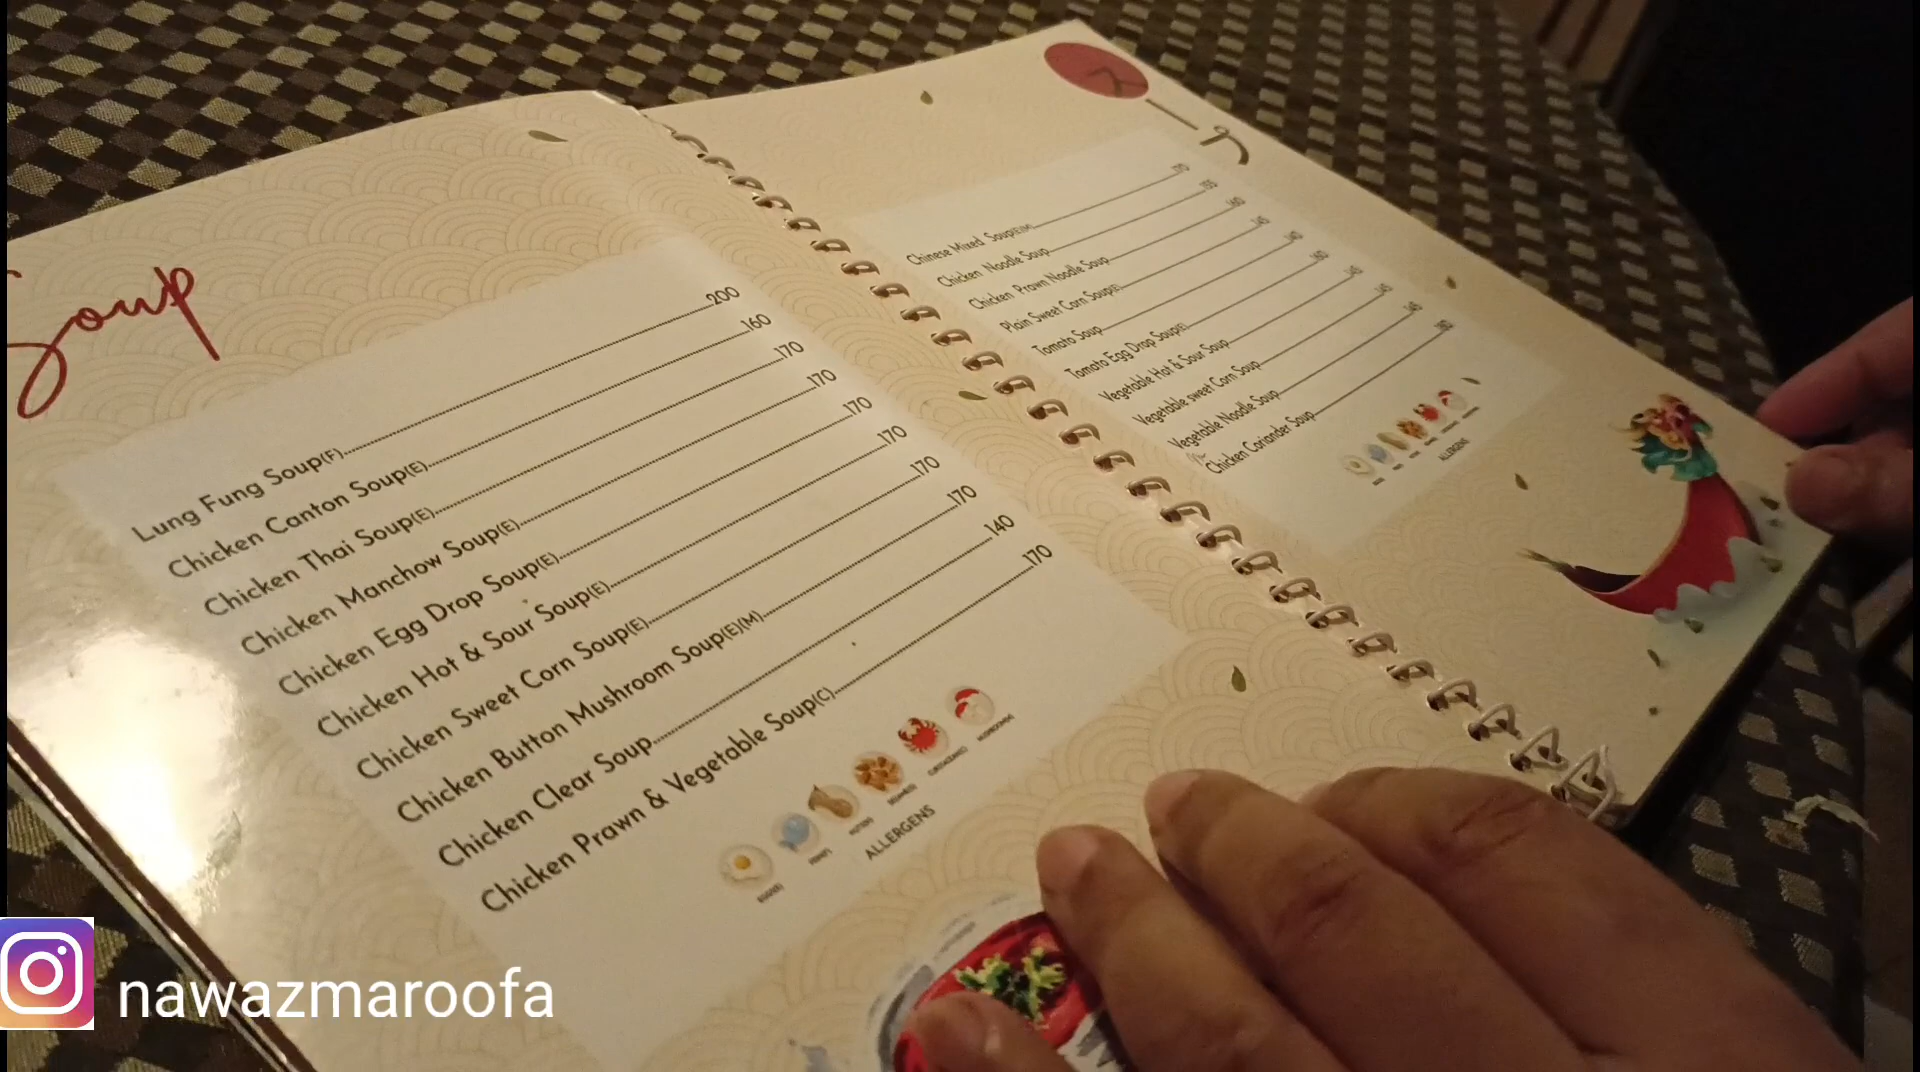 Soup
Lung Fung Soup(F)........200
Chicken Canton Soup(E)........160
Chicken Thai Soup(E)........170
Chicken Manchow Soup(E)........170
Chicken Egg Drop Soup(E)........170
Chicken Hot & Sour Soup(E)........170
Chicken Sweet Corn Soup(E)........170
Chicken Button Mushroom Soup(E)(M)........170
Chicken Clear Soup........140
Chicken Prawn & Vegetable Soup(C)........170
ALLERGENS
Chinese Mixed Soup
Chicken Noodle Soup
Chicken Prawn Noodle Soup
Plain Sweet Corn Soup(E)
Tomato Soup
Tomato Egg Drop Soup(E)
Vegetable Hot & Sour Soup
Vegetable sweet Corn Soup
Vegetable Noodle Soup
Chicken Coriander Soup
ALLERGENS
nawazmaroofa